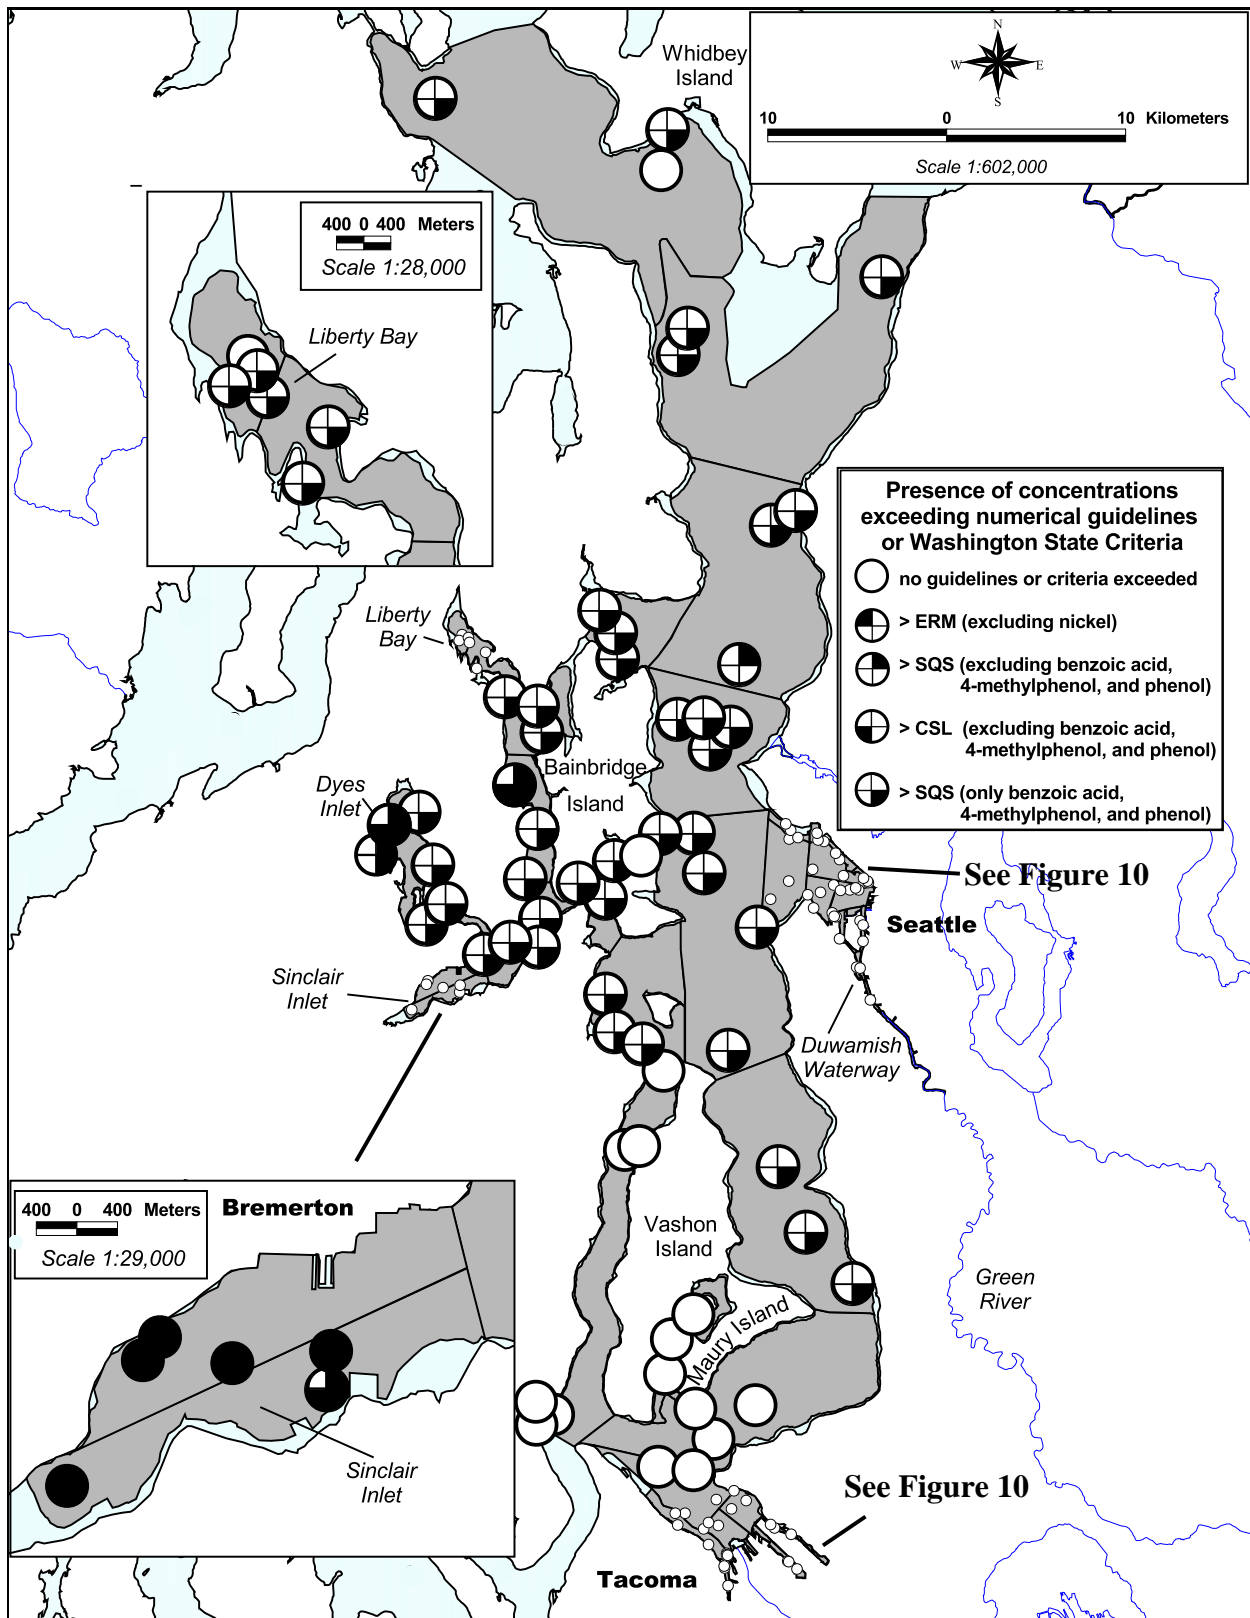 Whidbey
Island
N
W
E
S
10
0
10
Kilometers
Scale 1:602,000
400 0 400 Meters
Scale 1:28,000
Liberty Bay
Presence of concentrations
exceeding numerical guidelines
or Washington State Criteria
no guidelines or criteria exceeded
> ERM (excluding nickel)
> SQS (excluding benzoic acid,
4-methylphenol, and phenol)
> CSL (excluding benzoic acid,
4-methylphenol, and phenol)
> SQS (only benzoic acid,
4-methylphenol, and phenol)
Liberty
Bay
Bainbridge
Island
Dyes
Inlet
See Figure 10
Seattle
Sinclair
Inlet
Duwamish
Waterway
400 0 400 Meters
Scale 1:29,000
Bremerton
Vashon
Island
Green
River
Maury Island
Sinclair
Inlet
See Figure 10
Tacoma